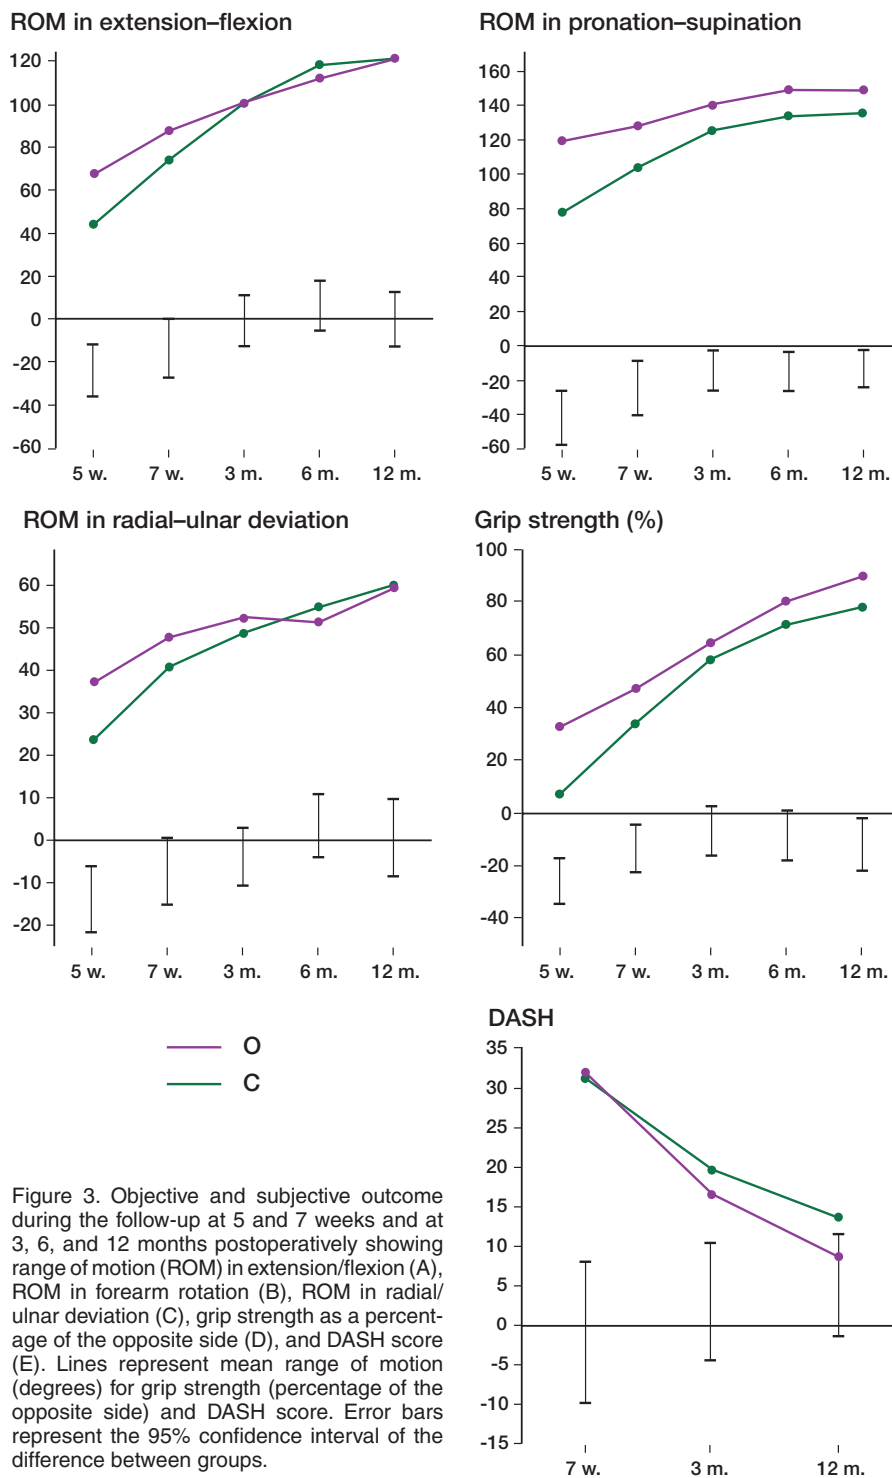 ROM in extension–flexion
120
100
80
60
40
20
0
-20
-40
-60
5 w. 7 w. 3 m. 6 m. 12 m.
ROM in pronation–supination
160
140
120
100
80
60
40
20
0
-20
-40
-60
5 w. 7 w. 3 m. 6 m. 12 m.
ROM in radial–ulnar deviation
60
50
40
30
20
10
0
-10
-20
5 w. 7 w. 3 m. 6 m. 12 m.
Grip strength (%)
100
80
60
40
20
0
-20
-40
5 w. 7 w. 3 m. 6 m. 12 m.
O
C
DASH
35
30
25
20
15
10
5
0
-5
-10
-15
7 w. 3 m. 12 m.
Figure 3. Objective and subjective outcome
during the follow-up at 5 and 7 weeks and at
3, 6, and 12 months postoperatively showing
range of motion (ROM) in extension/flexion (A),
ROM in forearm rotation (B), ROM in radial/
ulnar deviation (C), grip strength as a percent-
age of the opposite side (D), and DASH score
(E). Lines represent mean range of motion
(degrees) for grip strength (percentage of the
opposite side) and DASH score. Error bars
represent the 95% confidence interval of the
difference between groups.